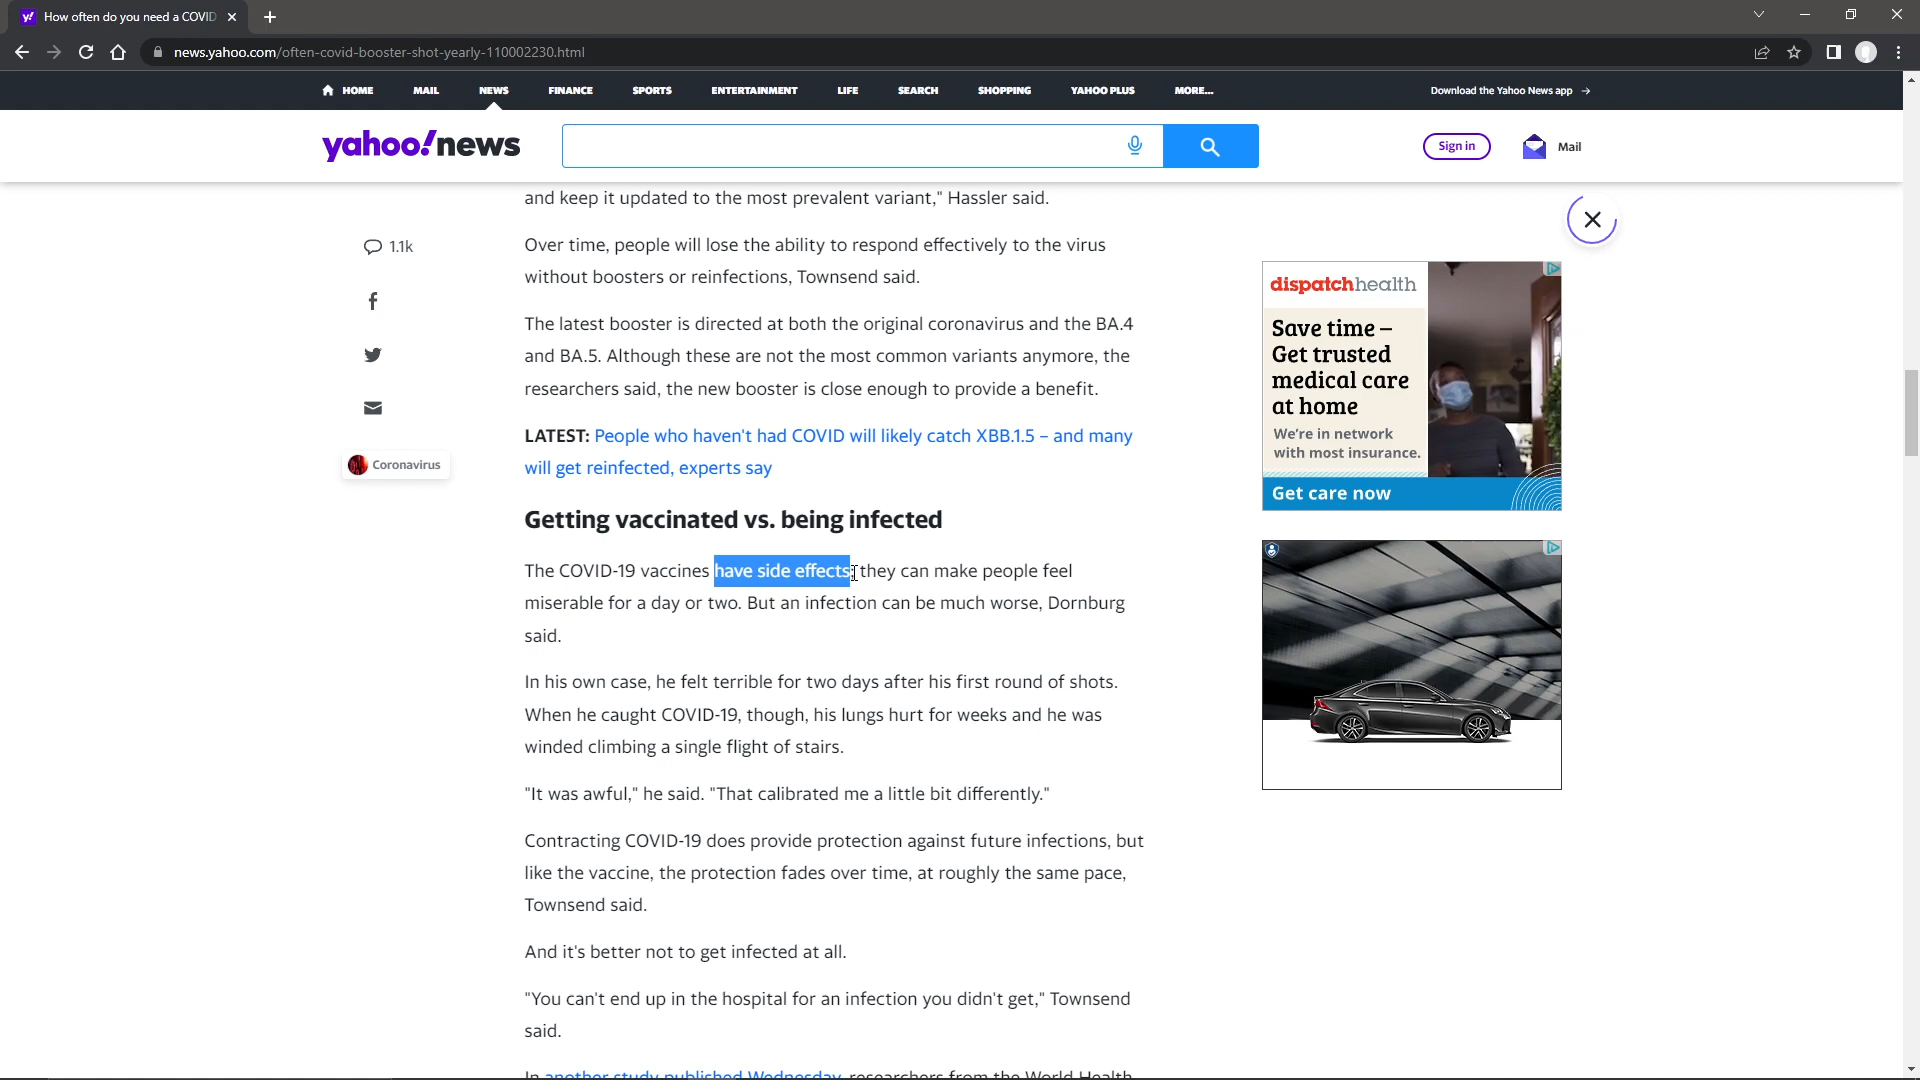 How often do you need a COVID
news.yahoo.com/often-covid-booster-shot-yearly-110002230.html
HOME MAIL NEWS FINANCE SPORTS ENTERTAINMENT LIFE SEARCH SHOPPING YAHOO PLUS MORE... Download the Yahoo News app →
yahoo!news
Sign in
Mail
and keep it updated to the most prevalent variant," Hassler said.
1.1k
Over time, people will lose the ability to respond effectively to the virus
without boosters or reinfections, Townsend said.
The latest booster is directed at both the original coronavirus and the BA.4
and BA.5. Although these are not the most common variants anymore, the
researchers said, the new booster is close enough to provide a benefit.
LATEST: People who haven't had COVID will likely catch XBB.1.5 – and many
will get reinfected, experts say
Coronavirus
Getting vaccinated vs. being infected
The COVID-19 vaccines have side effects; they can make people feel
miserable for a day or two. But an infection can be much worse, Dornburg
said.
In his own case, he felt terrible for two days after his first round of shots.
When he caught COVID-19, though, his lungs hurt for weeks and he was
winded climbing a single flight of stairs.
"It was awful," he said. "That calibrated me a little bit differently."
Contracting COVID-19 does provide protection against future infections, but
like the vaccine, the protection fades over time, at roughly the same pace,
Townsend said.
And it's better not to get infected at all.
"You can't end up in the hospital for an infection you didn't get," Townsend
said.
In another study published Wednesday, researchers from the World Health
dispatchhealth
Save time –
Get trusted
medical care
at home
We're in network
with most insurance.
Get care now